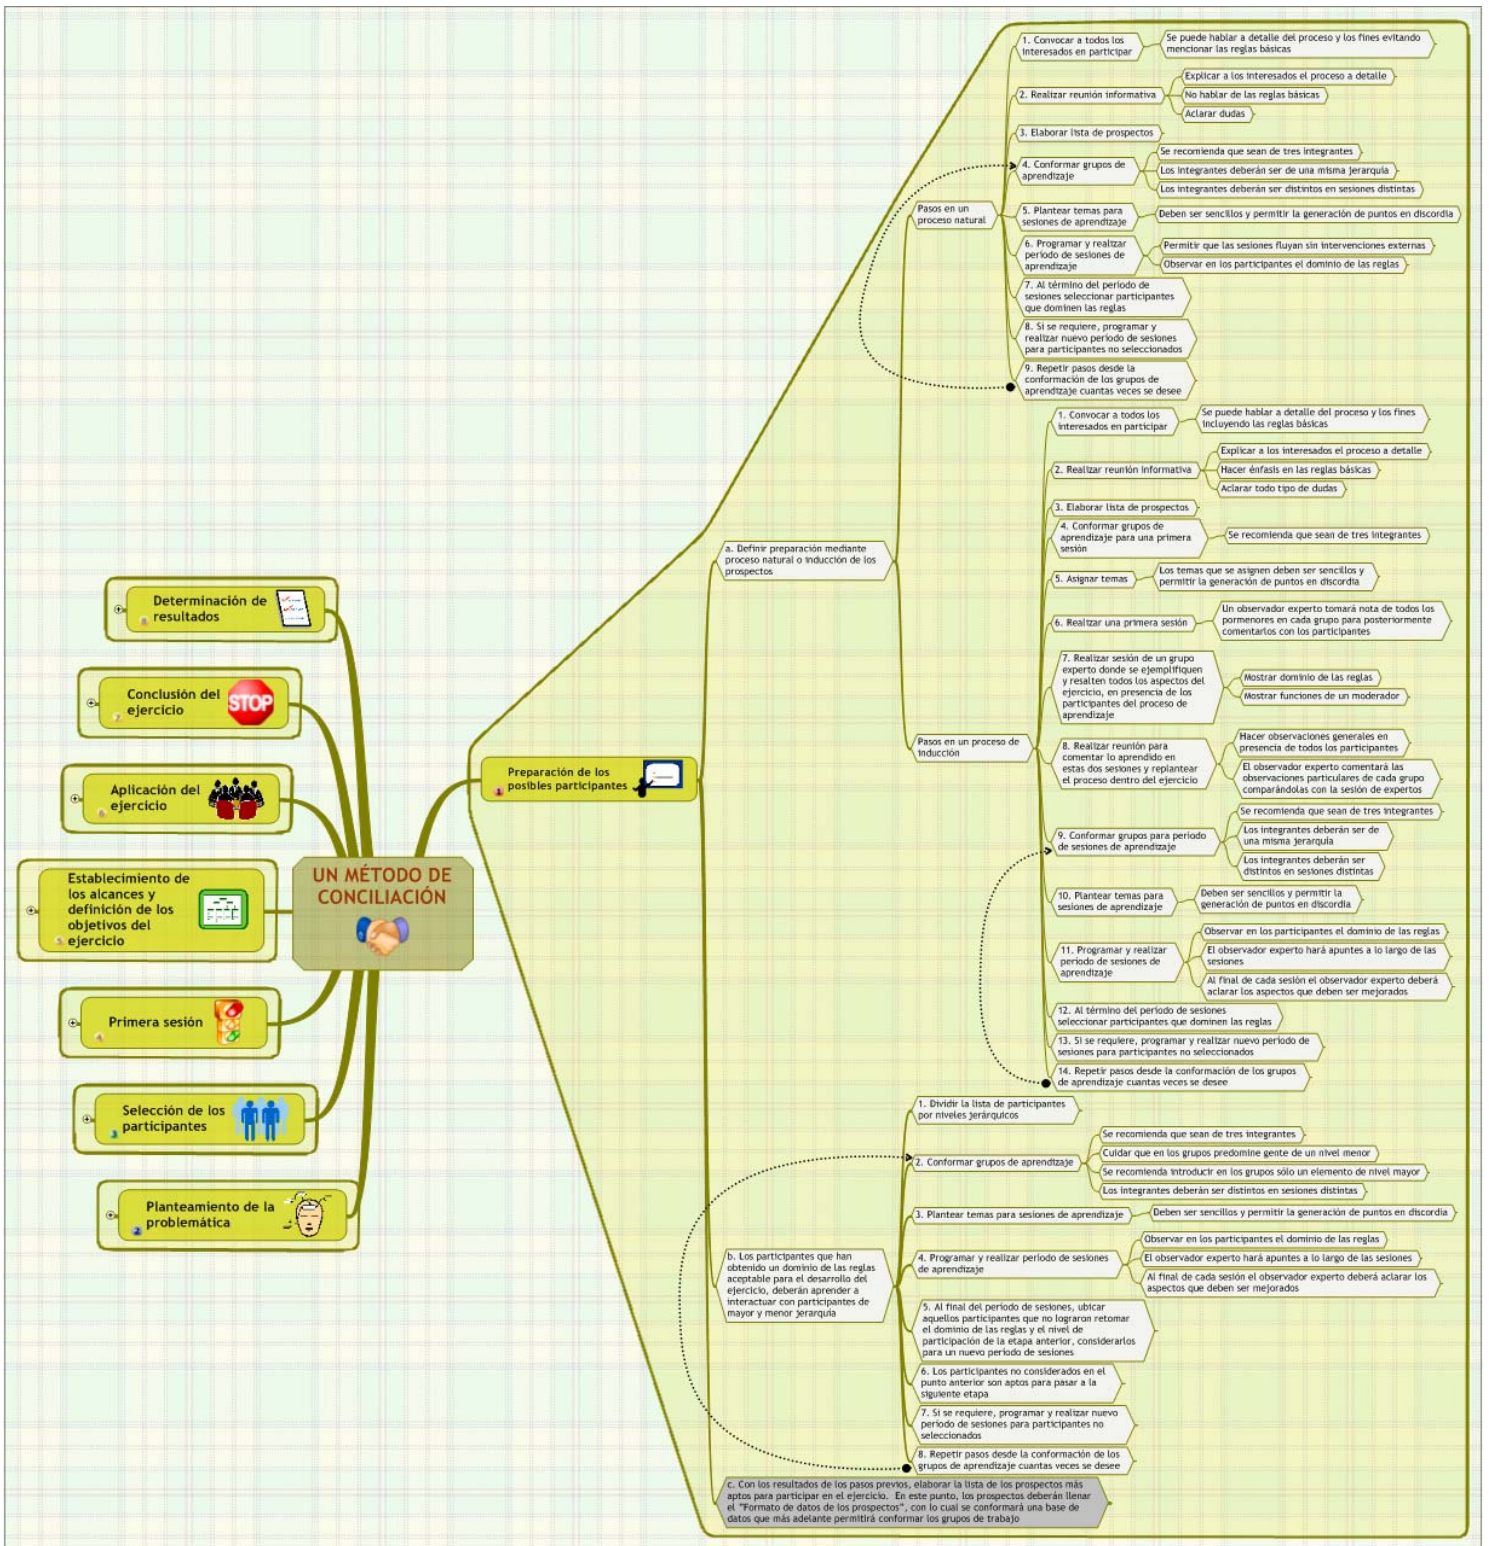 UN MÉTODO DE
CONCILIACIÓN
Preparación de los
posibles participantes
1
a. Definir preparación mediante
proceso natural o inducción de los
prospectos
Pasos en un
proceso natural
1. Convocar a todos los
interesados en participar
Se puede hablar a detalle del proceso y los fines evitando
mencionar las reglas básicas
2. Realizar reunión informativa
Explicar a los interesados el proceso a detalle
No hablar de las reglas básicas
Aclarar dudas
3. Elaborar lista de prospectos
4. Conformar grupos de
aprendizaje
Se recomienda que sean de tres integrantes
Los integrantes deberán ser de una misma jerarquía
Los integrantes deberán ser distintos en sesiones distintas
5. Plantear temas para
sesiones de aprendizaje
Deben ser sencillos y permitir la generación de puntos en discordia
6. Programar y realizar
período de sesiones de
aprendizaje
Permitir que las sesiones fluyan sin intervenciones externas
Observar en los participantes el dominio de las reglas
7. Al término del período de
sesiones seleccionar participantes
que dominen las reglas
8. Si se requiere, programar y
realizar nuevo período de sesiones
para participantes no seleccionados
9. Repetir pasos desde la
conformación de los grupos de
aprendizaje cuantas veces se desee
Pasos en un proceso de
inducción
1. Convocar a todos los
interesados en participar
Se puede hablar a detalle del proceso y los fines
incluyendo las reglas básicas
2. Realizar reunión informativa
Explicar a los interesados el proceso a detalle
Hacer énfasis en las reglas básicas
Aclarar todo tipo de dudas
3. Elaborar lista de prospectos
4. Conformar grupos de
aprendizaje para una primera
sesión
Se recomienda que sean de tres integrantes
5. Asignar temas
Los temas que se asignen deben ser sencillos y
permitir la generación de puntos en discordia
6. Realizar una primera sesión
Un observador experto tomará nota de todos los
pormenores en cada grupo para posteriormente
comentarlos con los participantes
7. Realizar sesión de un grupo
experto donde se ejemplifiquen
y resalten todos los aspectos del
ejercicio, en presencia de los
participantes del proceso de
aprendizaje
Mostrar dominio de las reglas
Mostrar funciones de un moderador
8. Realizar reunión para
comentar lo aprendido en
estas dos sesiones y replantear
el proceso dentro del ejercicio
Hacer observaciones generales en
presencia de todos los participantes
El observador experto comentará las
observaciones particulares de cada grupo
comparándolas con la sesión de expertos
9. Conformar grupos para período
de sesiones de aprendizaje
Se recomienda que sean de tres integrantes
Los integrantes deberán ser de
una misma jerarquía
Los integrantes deberán ser
distintos en sesiones distintas
10. Plantear temas para
sesiones de aprendizaje
Deben ser sencillos y permitir la
generación de puntos en discordia
11. Programar y realizar
período de sesiones de
aprendizaje
Observar en los participantes el dominio de las reglas
El observador experto hará apuntes a lo largo de las
sesiones
Al final de cada sesión el observador experto deberá
aclarar los aspectos que deben ser mejorados
12. Al término del período de sesiones
seleccionar participantes que dominen las reglas
13. Si se requiere, programar y realizar nuevo período de
sesiones para participantes no seleccionados
14. Repetir pasos desde la conformación de los grupos
de aprendizaje cuantas veces se desee
b. Los participantes que han
obtenido un dominio de las reglas
aceptable para el desarrollo del
ejercicio, deberán aprender a
interactuar con participantes de
mayor y menor jerarquía
1. Dividir la lista de participantes
por niveles jerárquicos
2. Conformar grupos de aprendizaje
Se recomienda que sean de tres integrantes
Cuidar que en los grupos predomine gente de un nivel menor
Se recomienda introducir en los grupos sólo un elemento de nivel mayor
Los integrantes deberán ser distintos en sesiones distintas
3. Plantear temas para sesiones de aprendizaje
Deben ser sencillos y permitir la generación de puntos en discordia
4. Programar y realizar período de sesiones
de aprendizaje
Observar en los participantes el dominio de las reglas
El observador experto hará apuntes a lo largo de las sesiones
Al final de cada sesión el observador experto deberá aclarar los
aspectos que deben ser mejorados
5. Al final del período de sesiones, ubicar
aquellos participantes que no lograron retomar
el dominio de las reglas y el nivel de
participación de la etapa anterior, considerarlos
para un nuevo período de sesiones
6. Los participantes no considerados en el
punto anterior son aptos para pasar a la
siguiente etapa
7. Si se requiere, programar y realizar nuevo
período de sesiones para participantes no
seleccionados
8. Repetir pasos desde la conformación de los
grupos de aprendizaje cuantas veces se desee
c. Con los resultados de los pasos previos, elaborar la lista de los prospectos más
aptos para participar en el ejercicio. En este punto, los prospectos deberán llenar
el "Formato de datos de los prospectos", con lo cual se conformará una base de
datos que más adelante permitirá conformar los grupos de trabajo
Determinación de
resultados
8
Conclusión del
ejercicio
7
STOP
Aplicación del
ejercicio
6
Establecimiento de
los alcances y
definición de los
objetivos del
ejercicio
5
Primera sesión
4
Selección de los
participantes
3
Planteamiento de la
problemática
2